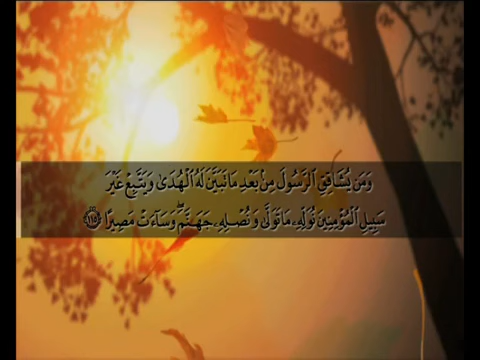 وَمَن يُشَاقِقِ ٱلرَّسُولَ مِنۢ بَعْدِ مَا تَبَيَّنَ لَهُ ٱلْهُدَىٰ وَيَتَّبِعْ غَيْرَ
سَبِيلِ ٱلْمُؤْمِنِينَ نُوَلِّهِۦ مَا تَوَلَّىٰ وَنُصْلِهِۦ جَهَنَّمَ ۖ وَسَآءَتْ مَصِيرًا ١١٥